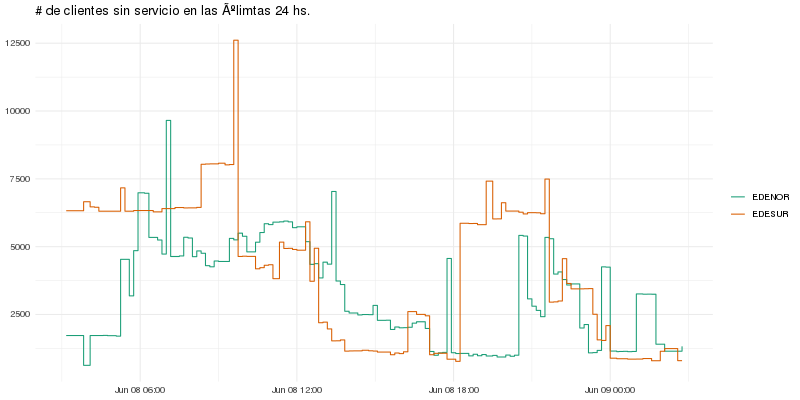 # de clientes sin servicio en las Ãºlimtas 24 hs.
12500
10000
7500
5000
2500
Jun 08 06:00
Jun 08 12:00
Jun 08 18:00
Jun 09 00:00
EDENOR
EDESUR